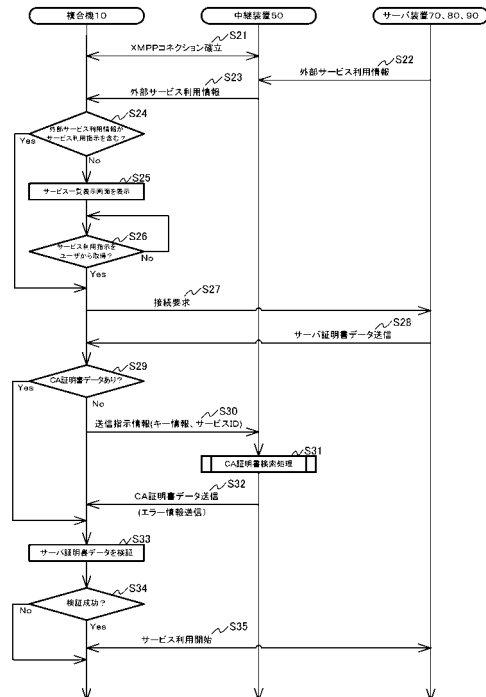 複合機10
中継装置50
サーバ装置70、80、90
S21
XMPPコネクション確立
S22
外部サービス利用情報
S23
外部サービス利用情報
S24
外部サービス利用情報が
サービス利用指示を含む?
Yes
No
S25
サービス一覧表示画面を表示
S26
サービス利用指示を
ユーザから取得?
No
Yes
S27
接続要求
S28
サーバ証明書データ送信
S29
CA証明書データあり?
Yes
No
S30
送信指示情報(キー情報、サービスID)
S31
CA証明書検索処理
S32
CA証明書データ送信
(エラー情報送信)
S33
サーバ証明書データを検証
S34
検証成功?
No
Yes
S35
サービス利用開始